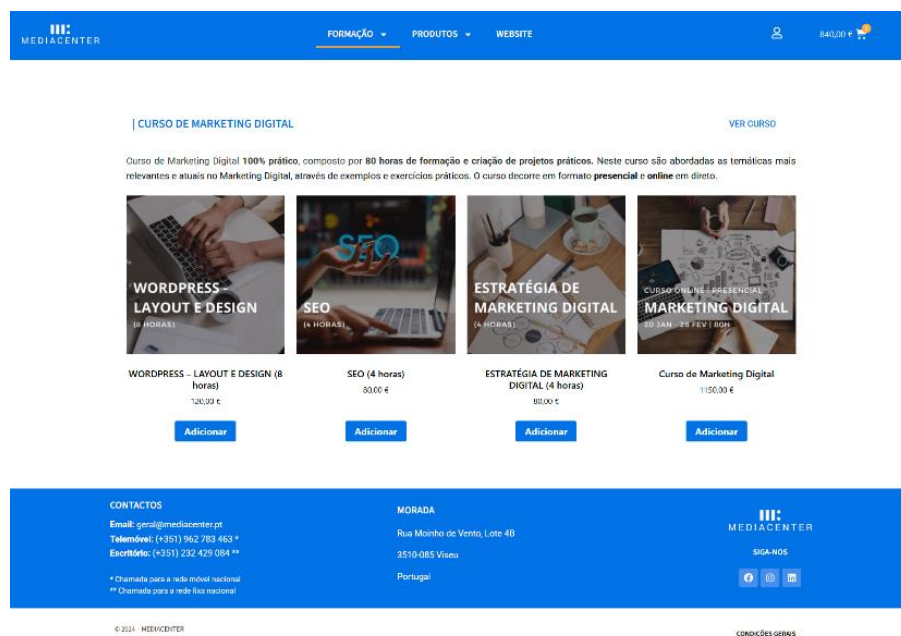 MEDIACENTER
FORMAÇÃO
PRODUTOS
WEBSITE
840,00 €
| CURSO DE MARKETING DIGITAL
VER CURSO
Curso de Marketing Digital 100% prático, composto por 80 horas de formação e criação de projetos práticos. Neste curso são abordadas as temáticas mais
relevantes e atuais no Marketing Digital, através de exemplos e exercícios práticos. O curso decorre em formato presencial e online em direto.
WORDPRESS -
LAYOUT E DESIGN
(8 HORAS)
SEO
SEO
(4 HORAS)
ESTRATÉGIA DE
MARKETING DIGITAL
(4 HORAS)
CURSO ONLINE | PRESENCIAL
MARKETING DIGITAL
20 JAN - 28 FEV | 80H
WORDPRESS – LAYOUT E DESIGN (8
horas)
120,00 €
Adicionar
SEO (4 horas)
80,00 €
Adicionar
ESTRATÉGIA DE MARKETING
DIGITAL (4 horas)
80,00 €
Adicionar
Curso de Marketing Digital
1150,00 €
Adicionar
CONTACTOS
Email: geral@mediacenter.pt
Telemóvel: (+351) 962 783 463 *
Escritório: (+351) 232 429 084 **
* Chamada para a rede móvel nacional
** Chamada para a rede fixa nacional
MORADA
Rua Moinho de Vento, Lote 4B
3510-085 Viseu
Portugal
MEDIACENTER
SIGA-NOS
© 2024 - MEDIACENTER
CONDIÇÕES GERAIS